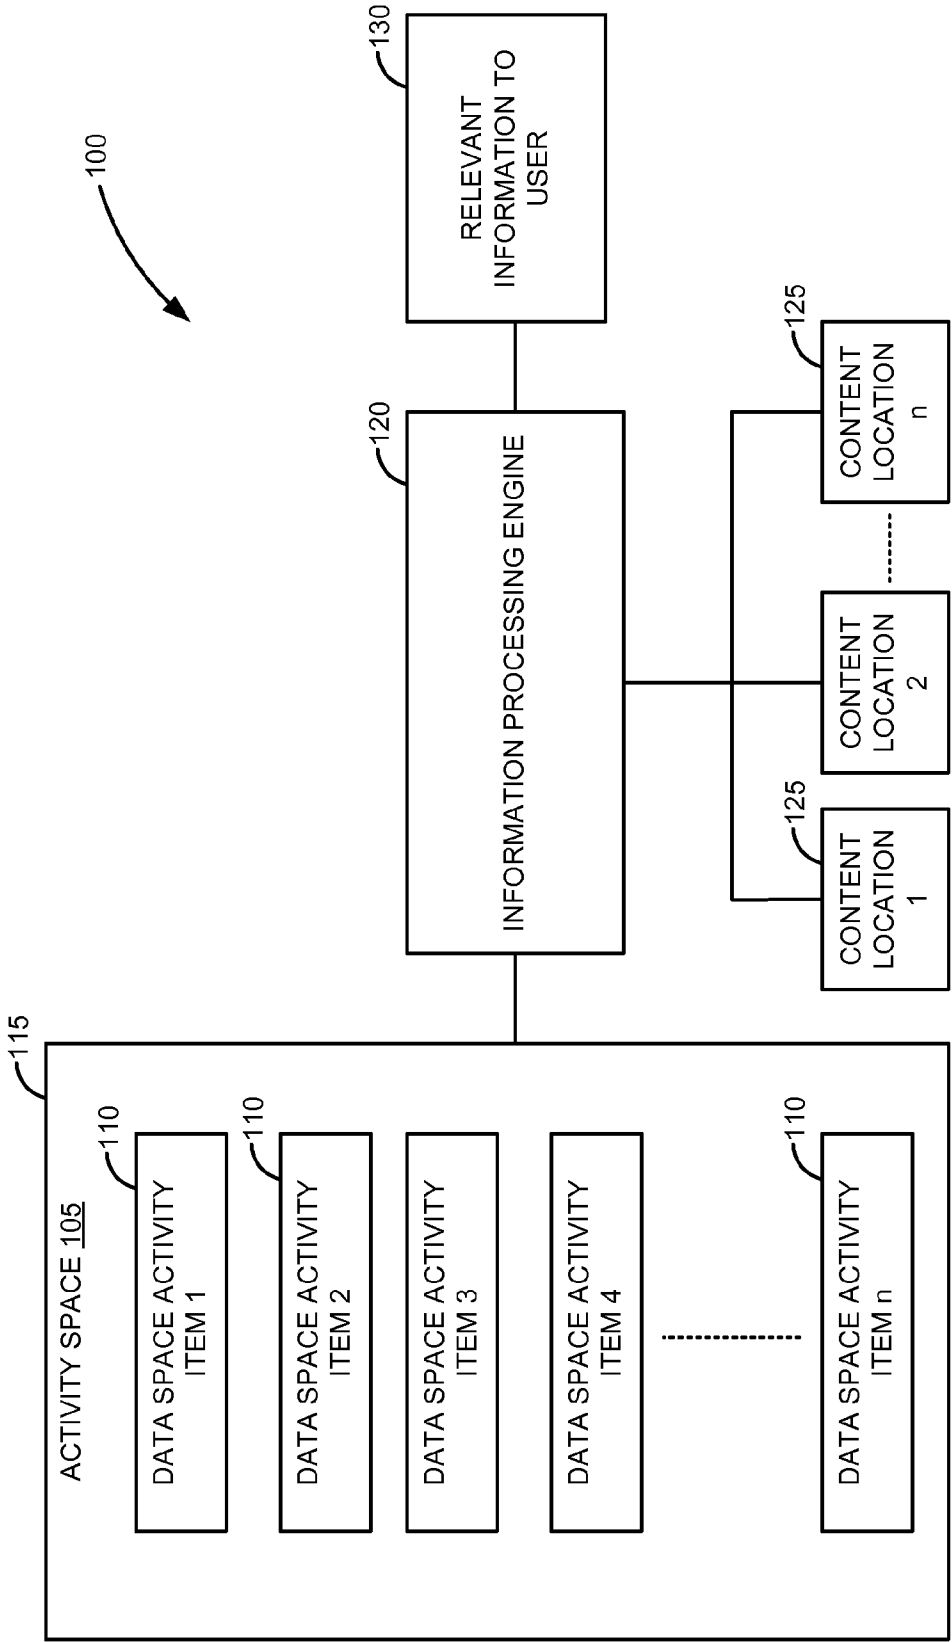 100
115
ACTIVITY SPACE 105
110
DATA SPACE ACTIVITY
ITEM 1
110
DATA SPACE ACTIVITY
ITEM 2
DATA SPACE ACTIVITY
ITEM 3
DATA SPACE ACTIVITY
ITEM 4
110
DATA SPACE ACTIVITY
ITEM n
120
INFORMATION PROCESSING ENGINE
130
RELEVANT
INFORMATION TO
USER
125
CONTENT
LOCATION
1
CONTENT
LOCATION
2
125
CONTENT
LOCATION
n